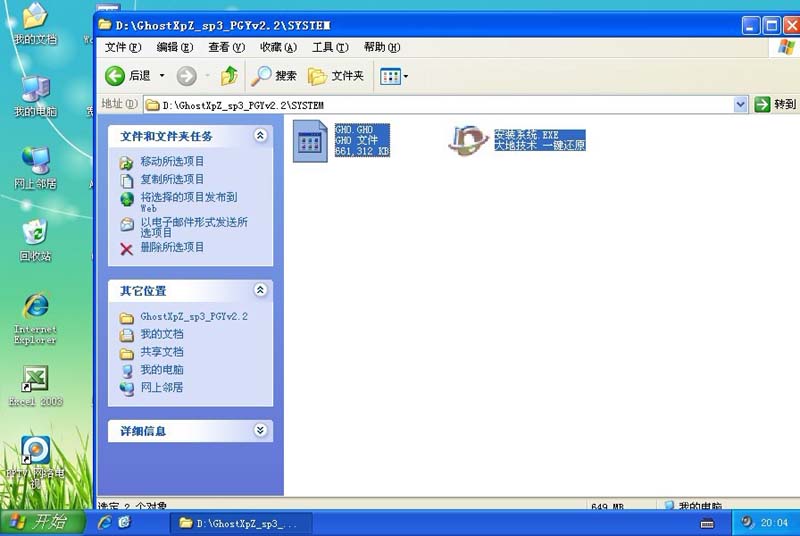 D:\GhostXpZ_sp3_PGYv2.2\SYSTEM
文件(F) 编辑(E) 查看(V) 收藏(A) 工具(T) 帮助(H)
后退 搜索 文件夹
地址(D) D:\GhostXpZ_sp3_PGYv2.2\SYSTEM 转到
我的文档
我的电脑
网上邻居
回收站
Internet
Explorer
Excel 2003
PPTV 网络电
视
文件和文件夹任务
移动所选项目
复制所选项目
将选择的项目发布到
Web
以电子邮件形式发送所
选项目
删除所选项目
其它位置
GhostXpZ_sp3_PGYv2.2
我的文档
共享文档
我的电脑
网上邻居
详细信息
GHO.GHO
GHO 文件
661,312 KB
安装系统.EXE
大地技术 一键还原
选定 2 个对象 649 MB 我的电脑
开始 D:\GhostXpZ_sp3_... 20:04